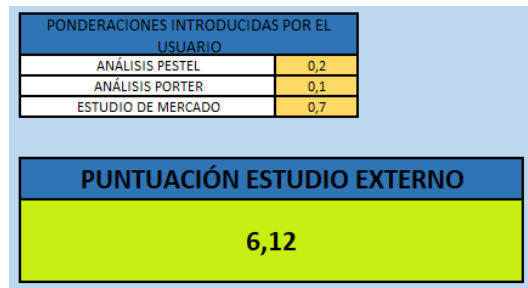 PONDERACIONES INTRODUCIDAS POR EL
USUARIO
ANÁLISIS PESTEL 0,2
ANÁLISIS PORTER 0,1
ESTUDIO DE MERCADO 0,7
PUNTUACIÓN ESTUDIO EXTERNO
6,12